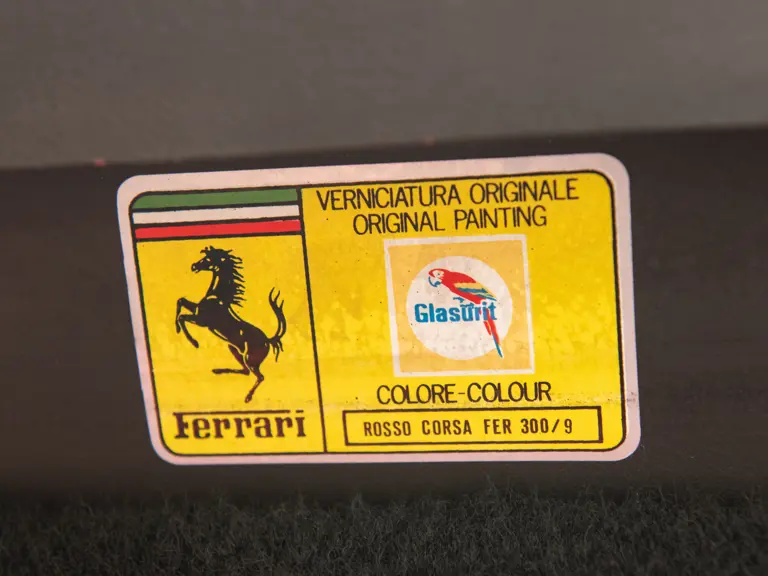 VERNICIATURA ORIGINALE
ORIGINAL PAINTING
Glasurit
COLORE-COLOUR
ROSSO CORSA FER 300/9
Ferrari